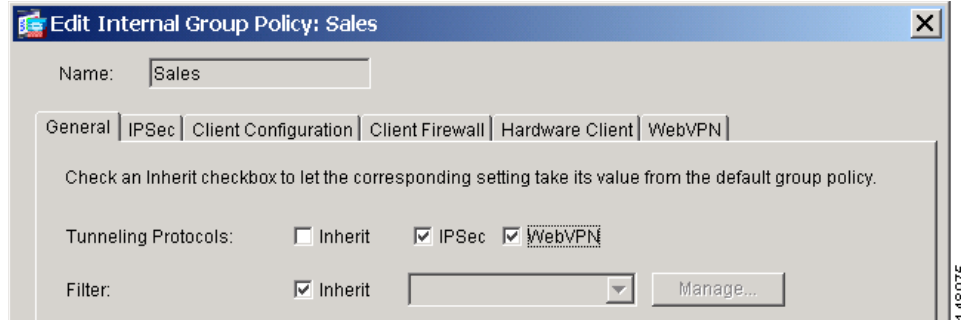 Edit Internal Group Policy: Sales
Name: Sales
General IPSec Client Configuration Client Firewall Hardware Client WebVPN
Check an Inherit checkbox to let the corresponding setting take its value from the default group policy.
Tunneling Protocols: Inherit IPSec WebVPN
Filter: Inherit Manage...